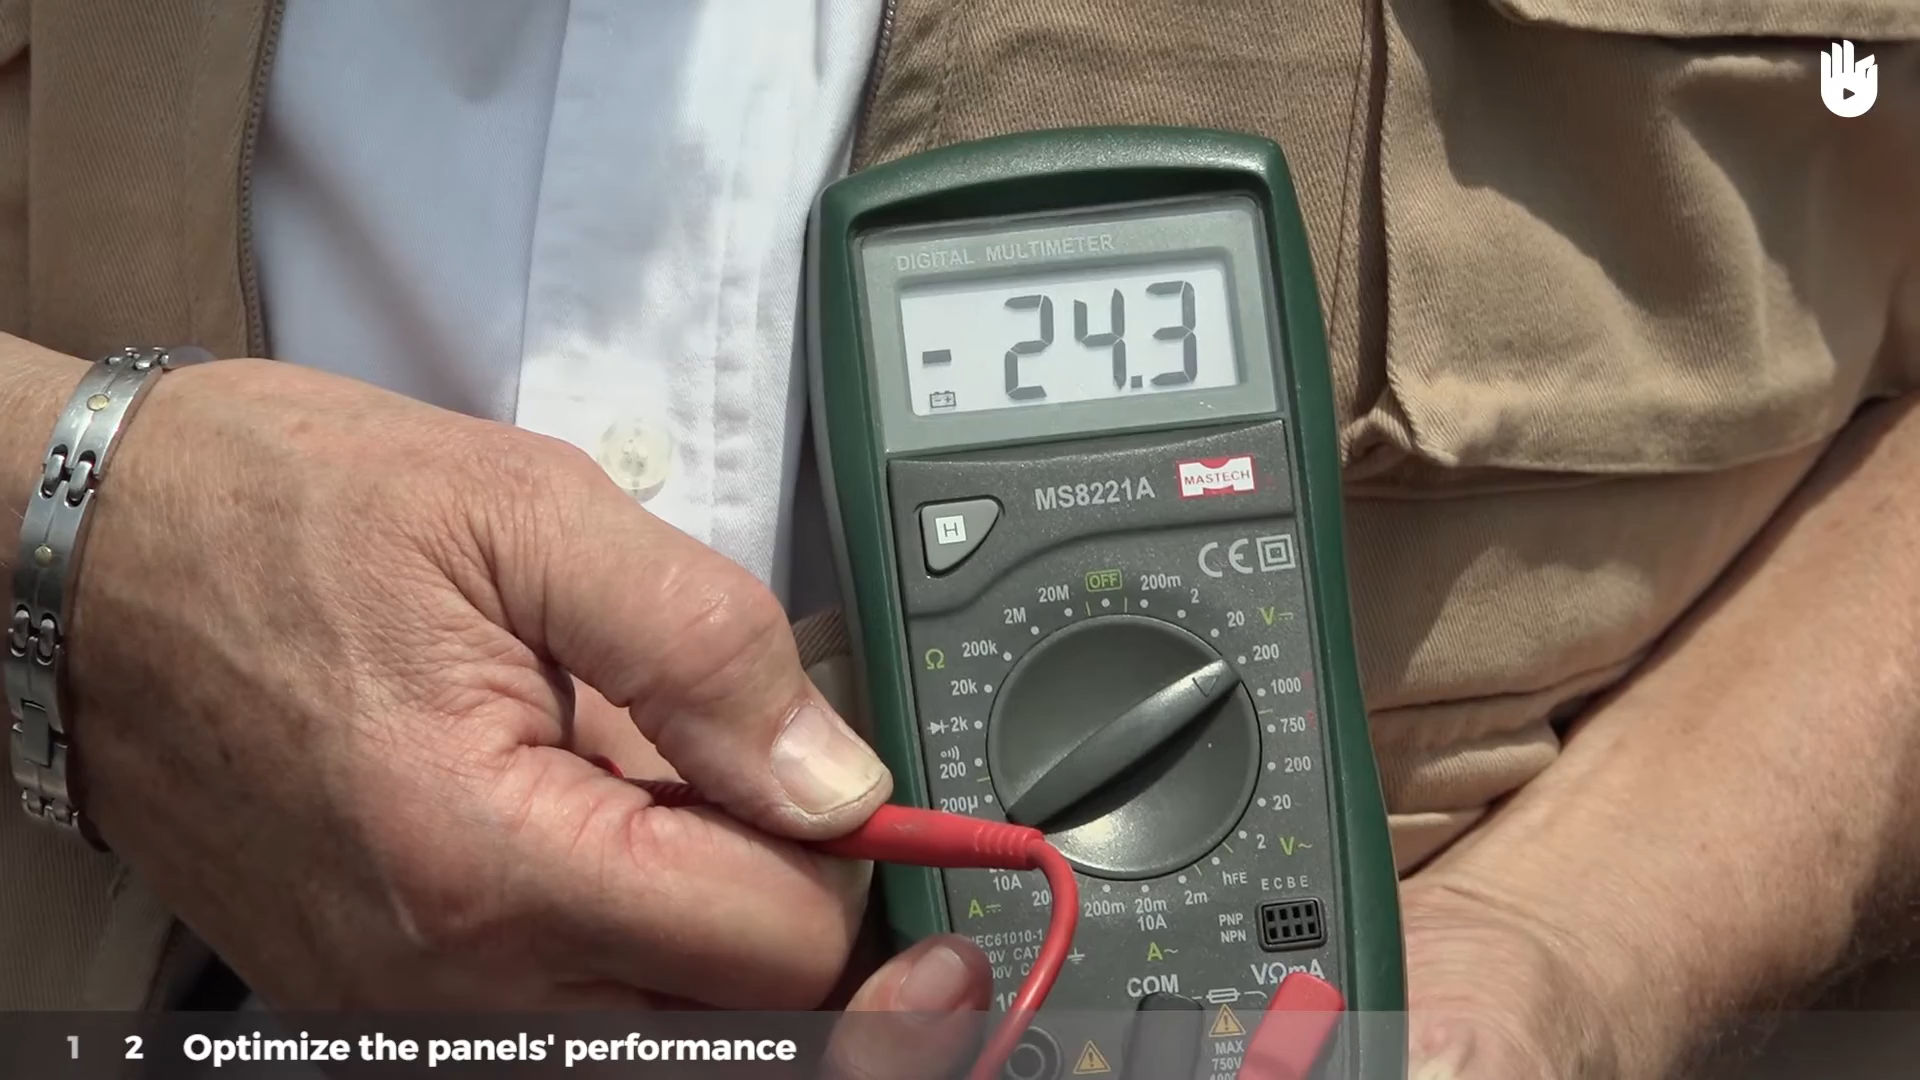 DIGITAL MULTIMETER
- 24.3
MS8221A
MASTECH
H
CE
OFF
20M
200m
2M
2
20
V⎓
Ω
200k
200
20k
1000
2k
750
200
200
200µ
20
2
V~
10A
hFE
A⎓
20
200m
20m
2m
10A
E C B E
PNP
NPN
A~
IEC61010-1
COM
VΩmA
MAX
750V
1 2 Optimize the panels' performance